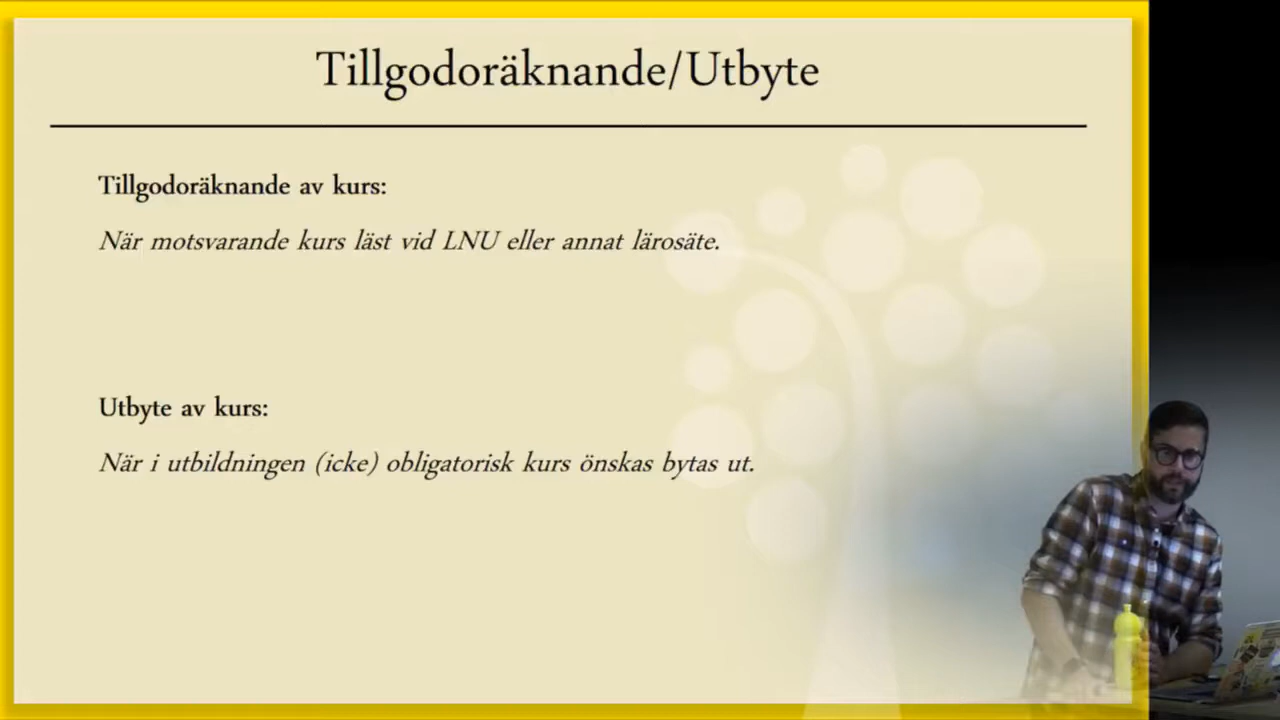 Tillgodoräknande/Utbyte
Tillgodoräknande av kurs:
När motsvarande kurs läst vid LNU eller annat lärosäte.
Utbyte av kurs:
När i utbildningen (icke) obligatorisk kurs önskas bytas ut.